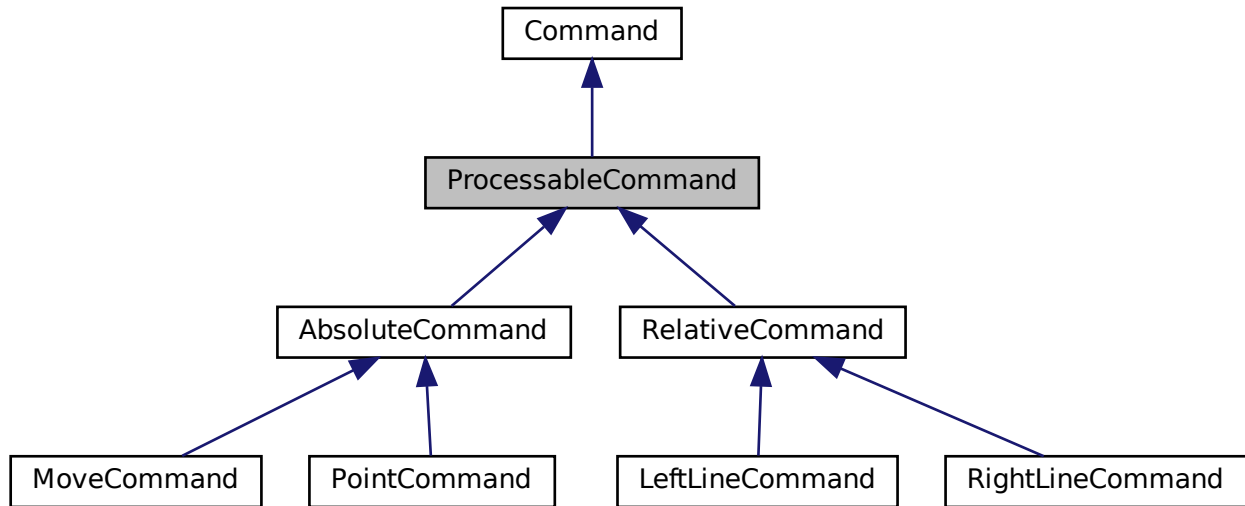 Command
ProcessableCommand
AbsoluteCommand
RelativeCommand
MoveCommand
PointCommand
LeftLineCommand
RightLineCommand